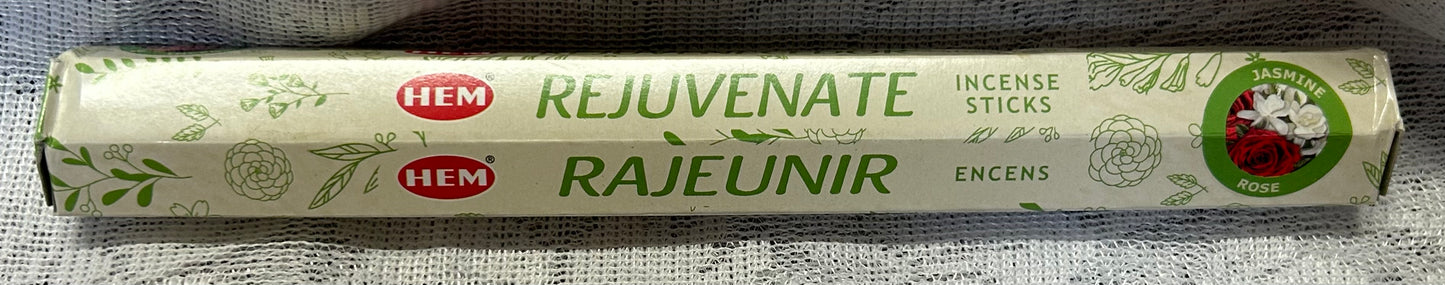 HEM® REJUVENATE INCENSE STICKS
HEM® RAJEUNIR ENCENS
JASMINE
ROSE